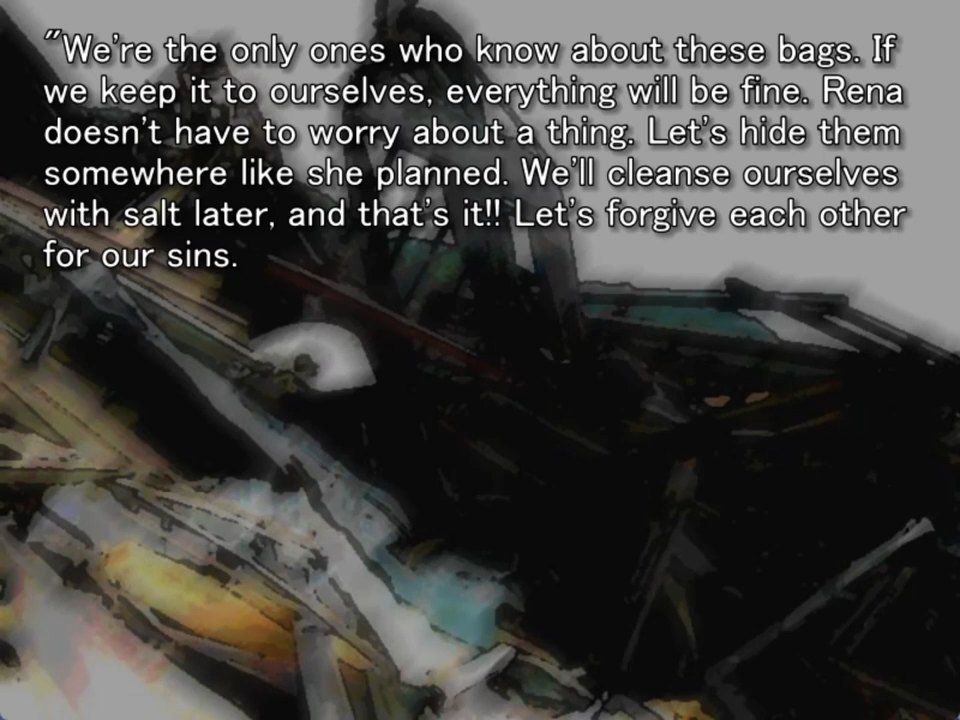 "We're the only ones who know about these bags. If
we keep it to ourselves, everything will be fine. Rena
doesn't have to worry about a thing. Let's hide them
somewhere like she planned. We'll cleanse ourselves
with salt later, and that's it!! Let's forgive each other
for our sins.